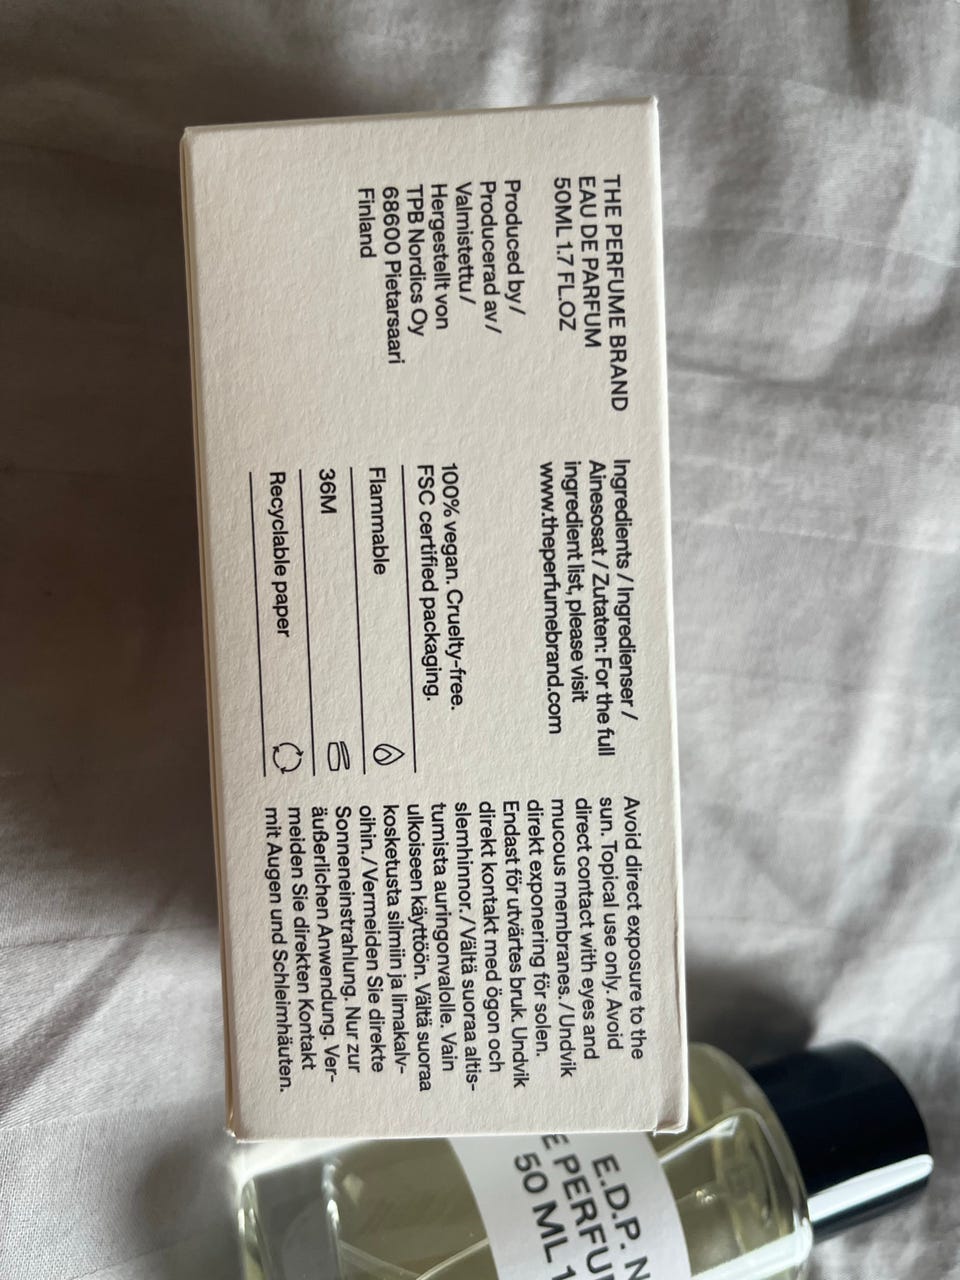 THE PERFUME BRAND
EAU DE PARFUM
50ML 1.7 FL.OZ
Produced by /
Producerad av /
Valmistettu /
Hergestellt von
TPB Nordics Oy
68600 Pietarsaari
Finland
Ingredients / Ingredienser /
Ainesosat / Zutaten: For the full
ingredient list, please visit
www.theperfumebrand.com
100% vegan. Cruelty-free.
FSC certified packaging.
Flammable
36M
Recyclable paper
Avoid direct exposure to the
sun. Topical use only. Avoid
direct contact with eyes and
mucous membranes. / Undvik
direkt exponering för solen.
Endast för utvärtes bruk. Undvik
direkt kontakt med ögon och
slemhinnor. / Vältä suoraa altis-
tumista auringonvalolle. Vain
ulkoiseen käyttöön. Vältä suoraa
kosketusta silmiin ja limakalv-
oihin. / Vermeiden Sie direkte
Sonneneinstrahlung. Nur zur
äußerlichen Anwendung. Ver-
meiden Sie direkten Kontakt
mit Augen und Schleimhäuten.
E.D.P. N
E PERFU
50 ML 1